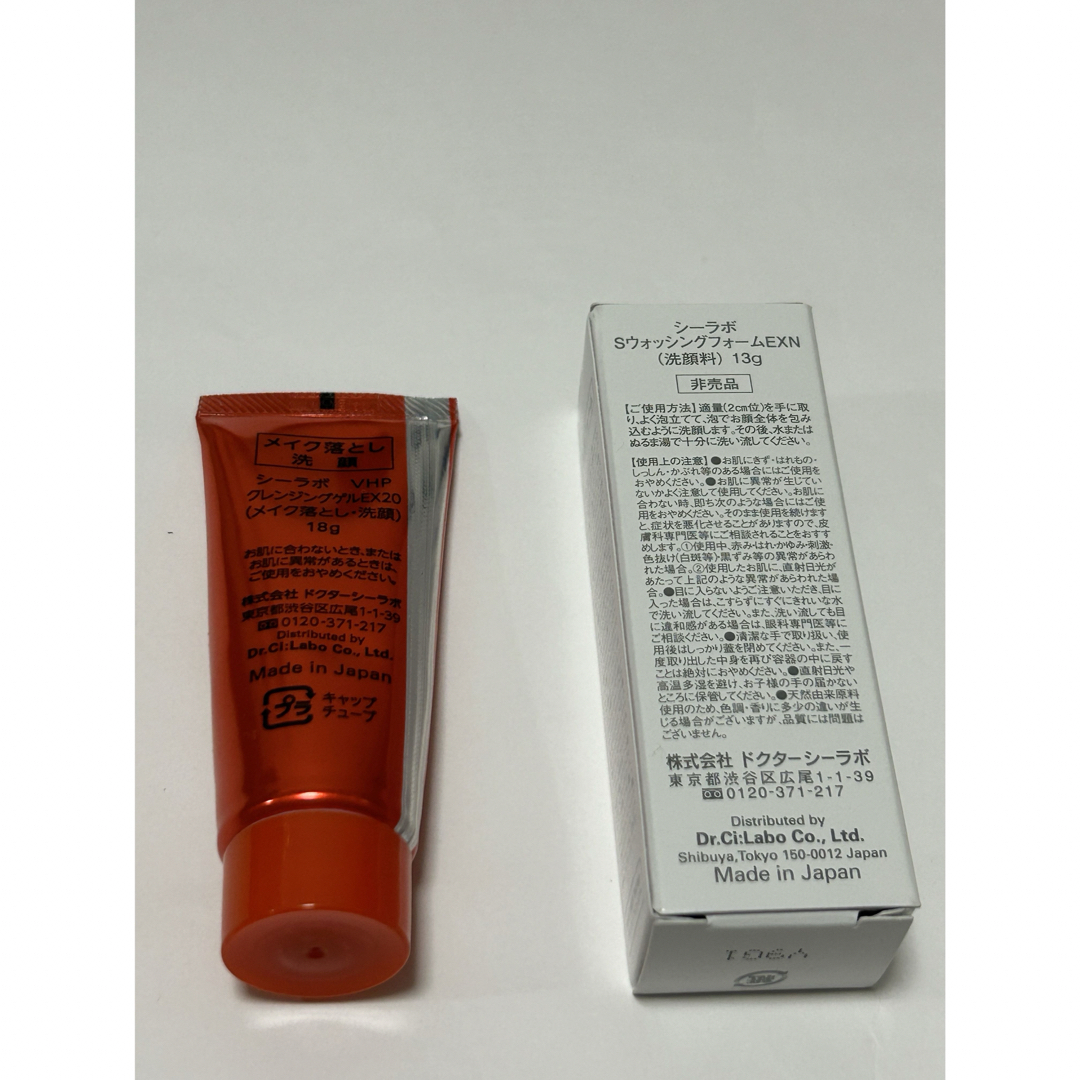 メイク落とし
洗顔
シーラボ VHP
クレンジングゲルEX20
(メイク落とし・洗顔)
18g
お肌に合わないとき、または
お肌に異常があるときは、
ご使用をおやめください。
株式会社 ドクターシーラボ
東京都渋谷区広尾1-1-39
0120-371-217
Distributed by
Dr.Ci:Labo Co., Ltd.
Made in Japan
プラ
キャップ
チューブ
シーラボ
SウォッシングフォームEXN
(洗顔料) 13g
非売品
【ご使用方法】適量(2cm位)を手に取
り、よく泡立てて、泡でお顔全体を包み
込むように洗顔します。その後、水または
ぬるま湯で十分に洗い流してください。
【使用上の注意】●お肌にきず・はれもの・
しっしん・かぶれ等のある場合にはご使用を
おやめください。●お肌に異常が生じてい
ないかよく注意して使用してください。お肌に
合わない時、即ち次のような場合にはご使
用をおやめください。そのまま使用を続けます
と、症状を悪化させることがありますので、皮
膚科専門医等にご相談されることをおすす
めします。①使用中、赤み・はれ・かゆみ・刺激・
色抜け(白斑等)・黒ずみ等の異常があらわ
れた場合。②使用したお肌に、直射日光が
あたって上記のような異常があらわれた場
合。●目に入らないようご注意いただき、目に
入った場合は、こすらずにすぐにきれいな水
で洗い流してください。また、洗い流しても目
に違和感がある場合は、眼科専門医等に
ご相談ください。●清潔な手で取り扱い、使
用後はしっかり蓋を閉めてください。また、一
度取り出した中身を再び容器の中に戻す
ことは絶対におやめください。●直射日光や
高温多湿を避け、お子様の手の届かない
ところに保管してください。●天然由来原料
使用のため、色調・香りに多少の違いが生
じる場合がございますが、品質には問題は
ございません。
株式会社 ドクターシーラボ
東京都渋谷区広尾1-1-39
0120-371-217
Distributed by
Dr.Ci:Labo Co., Ltd.
Shibuya,Tokyo 150-0012 Japan
Made in Japan